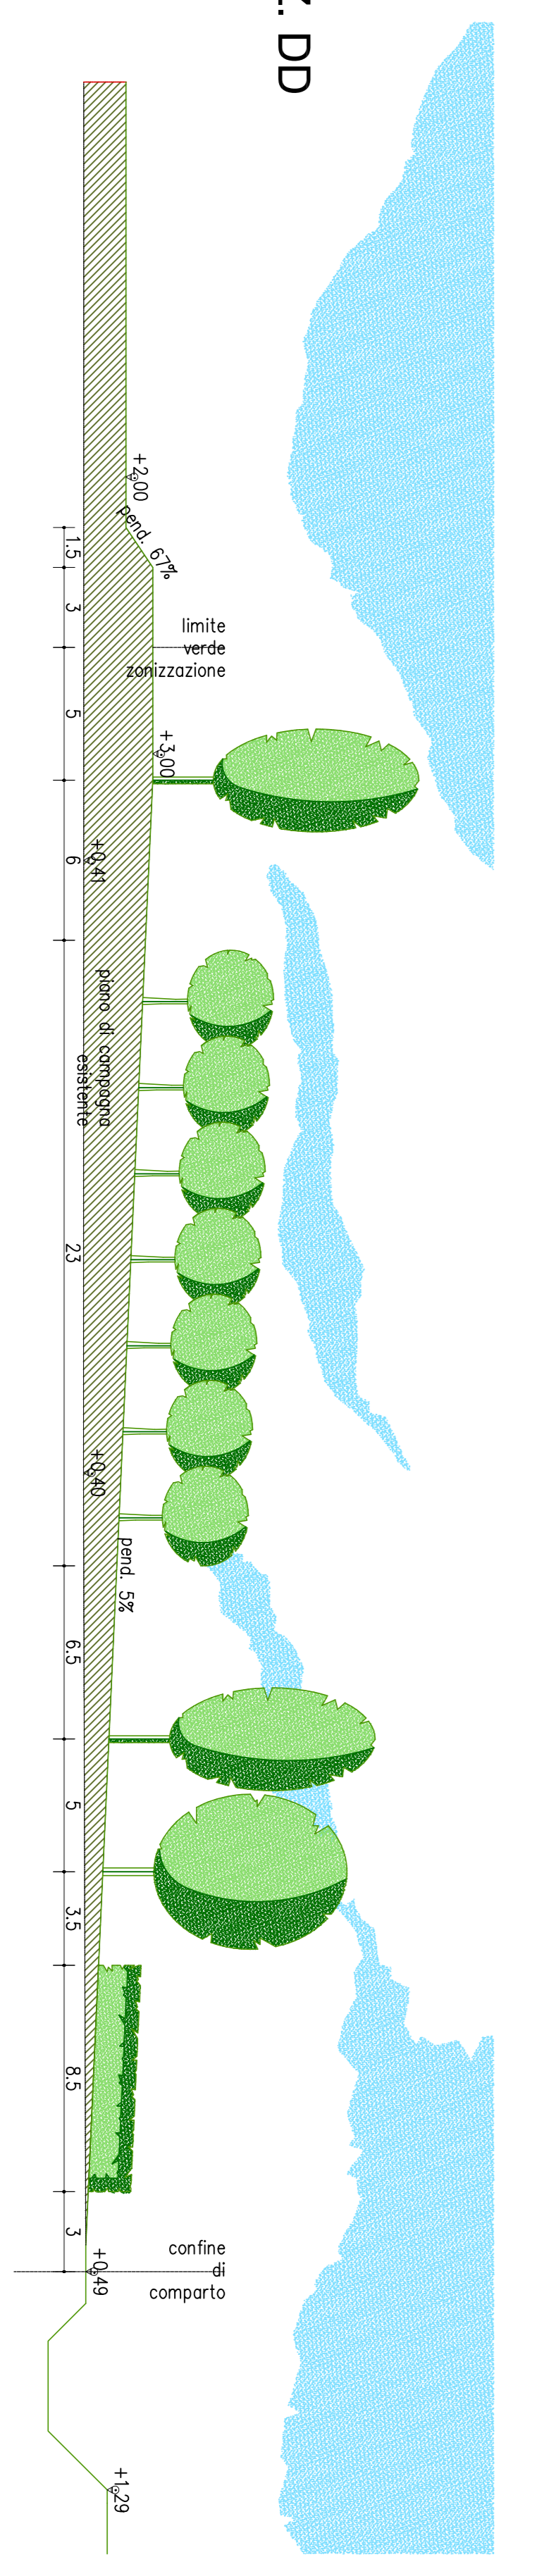 DD
+2.00
pend. 67%
1.5
3
limite
verde
zonizzazione
5
+3.00
+0.41
6
piano di campagna
esistente
23
+0.40
pend. 5%
6.5
5
3.5
8.5
3
confine
di
comparto
+0.49
+1.29